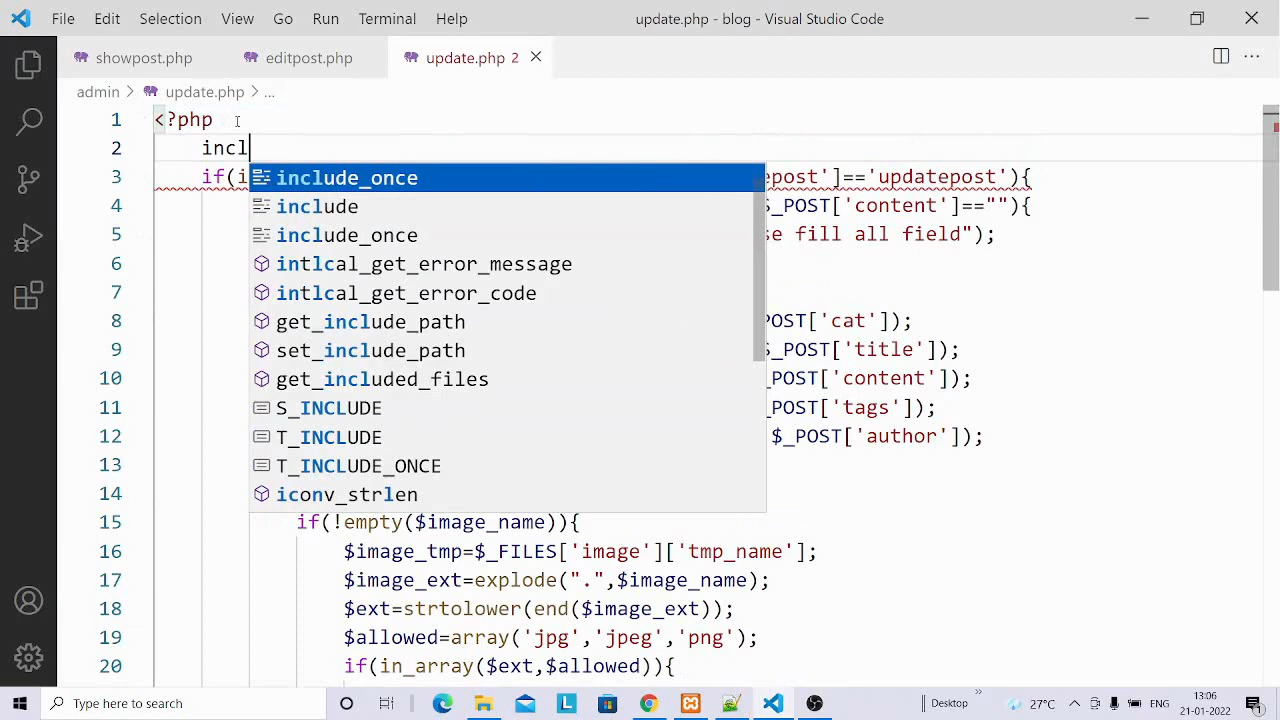 File Edit Selection View Go Run Terminal Help update.php - blog - Visual Studio Code
showpost.php editpost.php update.php 2
admin > update.php > ...
1 <?php
2 incl
3 if(i post']=='updatepost'){
4 $_POST['content']==""){
5 se fill all field");
6
7
8 POST['cat']);
9 $_POST['title']);
10 _POST['content']);
11 _POST['tags']);
12 $_POST['author']);
13
14
15 if(!empty($image_name)){
16 $image_tmp=$_FILES['image']['tmp_name'];
17 $image_ext=explode(".",$image_name);
18 $ext=strtolower(end($image_ext));
19 $allowed=array('jpg','jpeg','png');
20 if(in_array($ext,$allowed)){
include_once
include
include_once
intlcal_get_error_message
intlcal_get_error_code
get_include_path
set_include_path
get_included_files
S_INCLUDE
T_INCLUDE
T_INCLUDE_ONCE
iconv_strlen
Type here to search Desktop 27°C ENG 13:06
21-01-2022
1